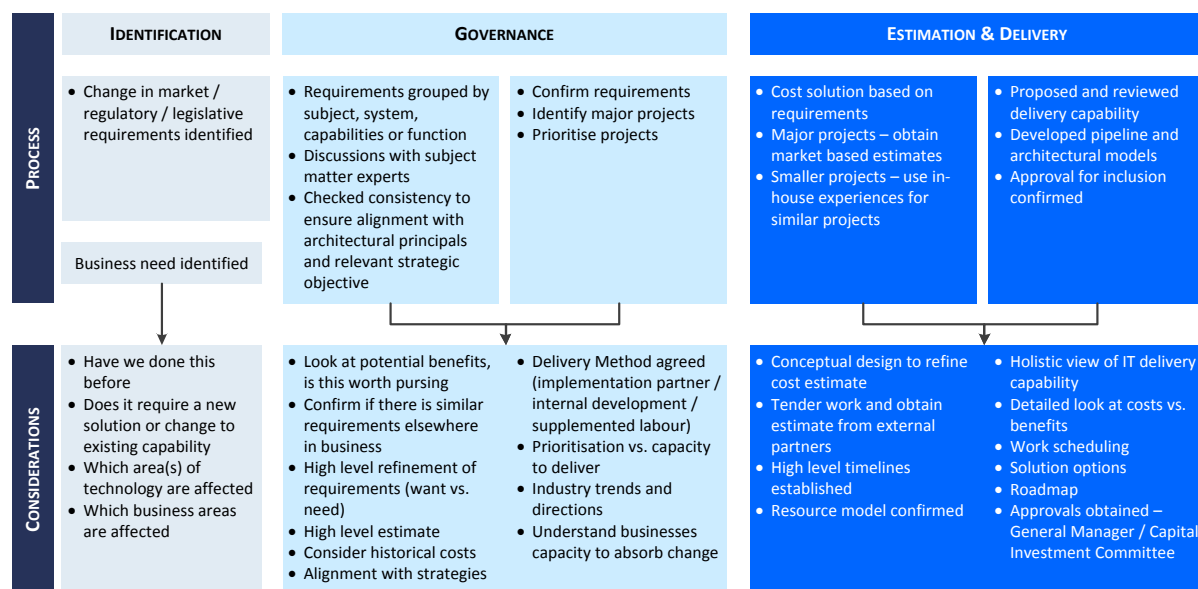 IDENTIFICATION
GOVERNANCE
ESTIMATION & DELIVERY
PROCESS
• Change in market /
regulatory / legislative
requirements identified
Business need identified
• Requirements grouped by
subject, system,
capabilities or function
• Discussions with subject
matter experts
• Checked consistency to
ensure alignment with
architectural principals
and relevant strategic
objective
• Confirm requirements
• Identify major projects
• Prioritise projects
• Cost solution based on
requirements
• Major projects – obtain
market based estimates
• Smaller projects – use in-
house experiences for
similar projects
• Proposed and reviewed
delivery capability
• Developed pipeline and
architectural models
• Approval for inclusion
confirmed
CONSIDERATIONS
• Have we done this
before
• Does it require a new
solution or change to
existing capability
• Which area(s) of
technology are affected
• Which business areas
are affected
• Look at potential benefits,
is this worth pursing
• Confirm if there is similar
requirements elsewhere
in business
• High level refinement of
requirements (want vs.
need)
• High level estimate
• Consider historical costs
• Alignment with strategies
• Delivery Method agreed
(implementation partner /
internal development /
supplemented labour)
• Prioritisation vs. capacity
to deliver
• Industry trends and
directions
• Understand businesses
capacity to absorb change
• Conceptual design to refine
cost estimate
• Tender work and obtain
estimate from external
partners
• High level timelines
established
• Resource model confirmed
• Holistic view of IT delivery
capability
• Detailed look at costs vs.
benefits
• Work scheduling
• Solution options
• Roadmap
• Approvals obtained –
General Manager / Capital
Investment Committee